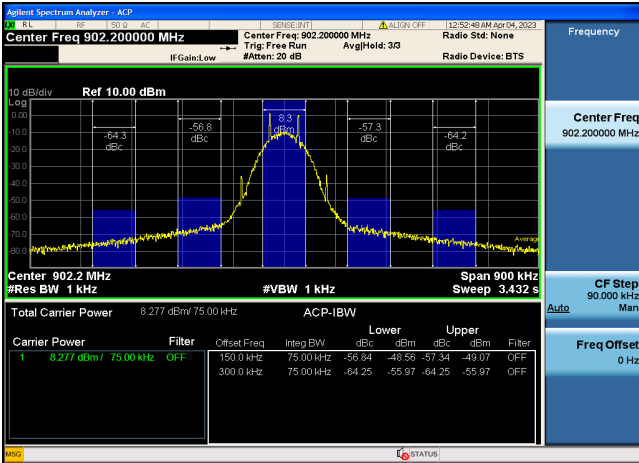 Agilent Spectrum Analyzer - ACP
RL RF 50 Ω AC SENSE:INT ALIGN OFF 12:52:48 AM Apr 04, 2023
Center Freq 902.200000 MHz
Center Freq: 902.200000 MHz Radio Std: None
Trig: Free Run Avg|Hold: 3/3
IFGain:Low #Atten: 20 dB Radio Device: BTS
Frequency
10 dB/div Ref 10.00 dBm
Log
0.00
-10.0
-20.0
-30.0
-40.0
-50.0
-60.0
-70.0
-80.0
-64.3
dBc
-56.8
dBc
8.3
dBm
-57.3
dBc
-64.2
dBc
Average
Center 902.2 MHz Span 900 kHz
#Res BW 1 kHz #VBW 1 kHz Sweep 3.432 s
Center Freq
902.200000 MHz
CF Step
90.000 kHz
Auto Man
Freq Offset
0 Hz
Total Carrier Power 8.277 dBm/ 75.00 kHz ACP-IBW
Lower Upper
Carrier Power Filter Offset Freq Integ BW dBc dBm dBc dBm Filter
1 8.277 dBm / 75.00 kHz OFF 150.0 kHz 75.00 kHz -56.84 -48.56 -57.34 -49.07 OFF
300.0 kHz 75.00 kHz -64.25 -55.97 -64.25 -55.97 OFF
MSG STATUS